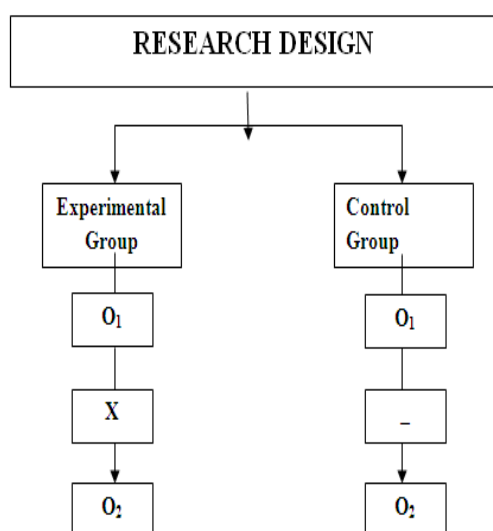 RESEARCH DESIGN
Experimental
Group
Control
Group
O₁
O₁
X
_
O₂
O₂